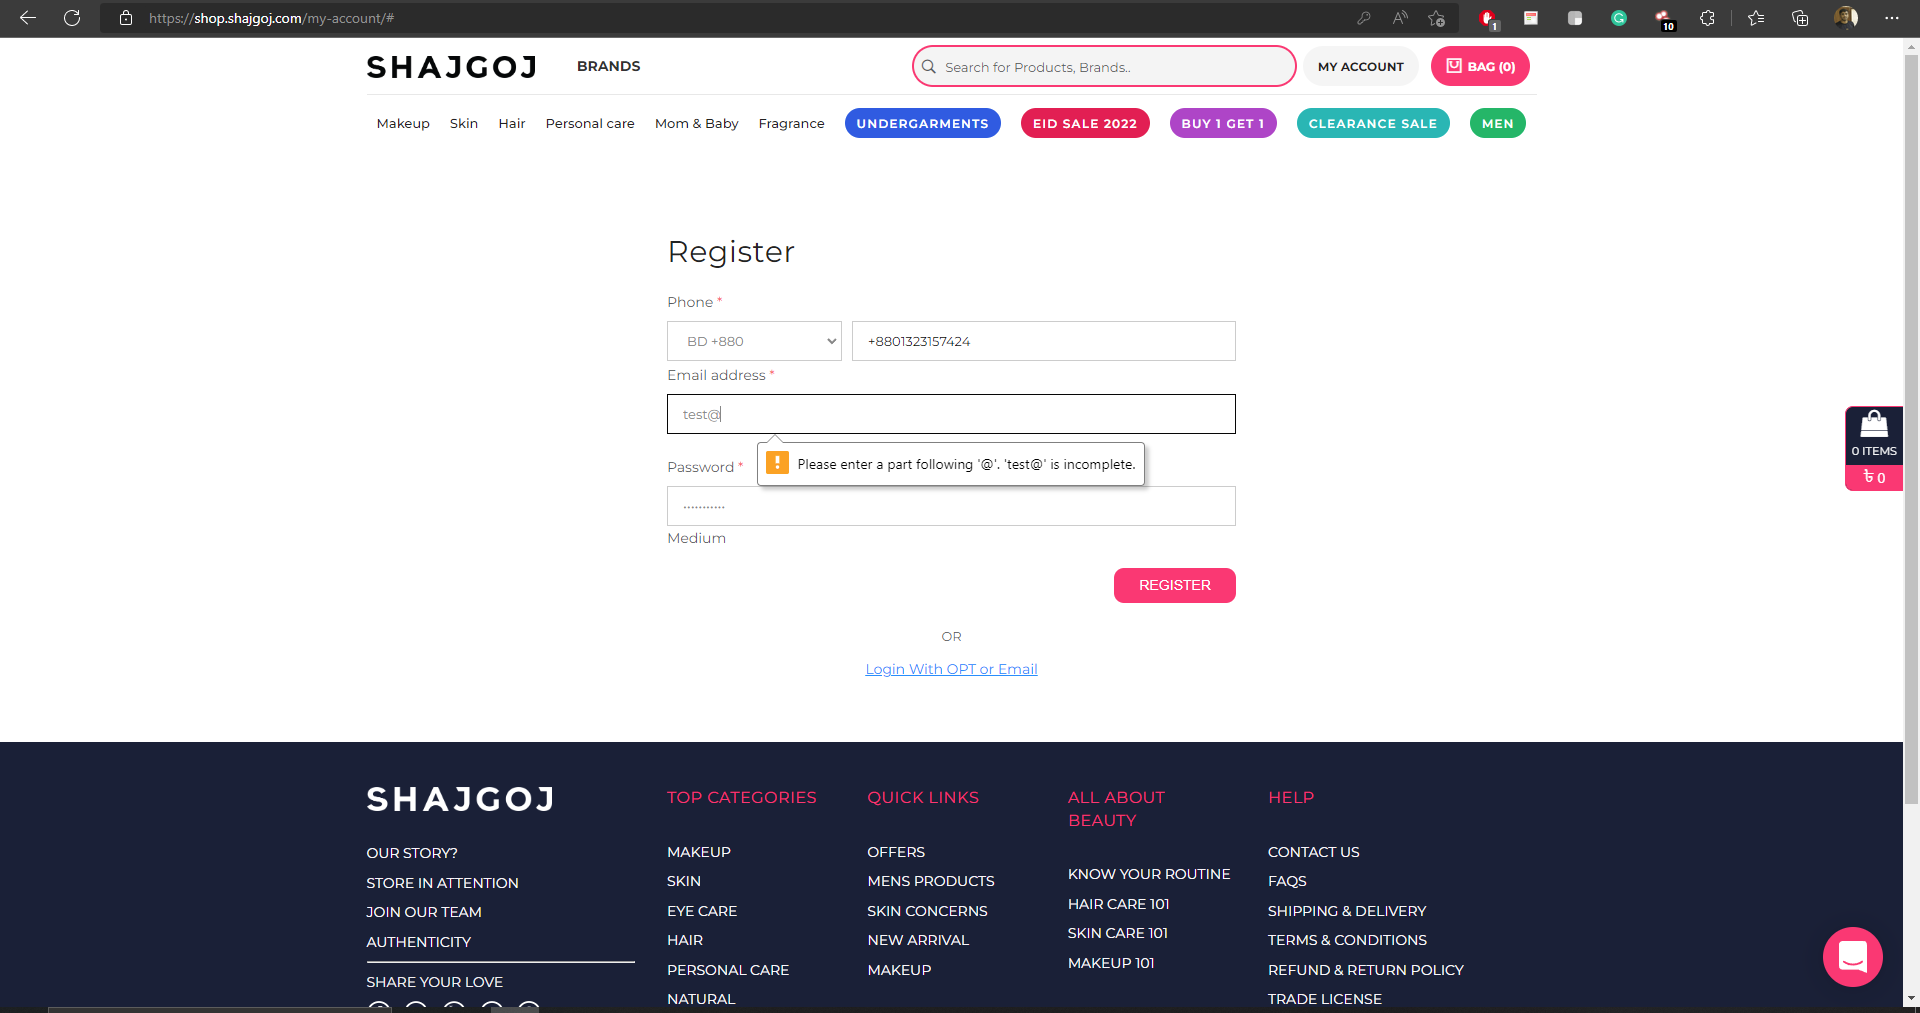 https://shop.shajgoj.com/my-account/#
1
10
SHAJGOJ
BRANDS
Search for Products, Brands..
MY ACCOUNT
BAG (0)
Makeup Skin Hair Personal care Mom & Baby Fragrance UNDERGARMENTS EID SALE 2022 BUY 1 GET 1 CLEARANCE SALE MEN
Register
Phone *
BD +880
+8801323157424
Email address *
test@
Please enter a part following '@'. 'test@' is incomplete.
Password *
Medium
REGISTER
OR
Login With OPT or Email
0 ITEMS
৳ 0
SHAJGOJ
OUR STORY?
STORE IN ATTENTION
JOIN OUR TEAM
AUTHENTICITY
SHARE YOUR LOVE
TOP CATEGORIES
MAKEUP
SKIN
EYE CARE
HAIR
PERSONAL CARE
NATURAL
QUICK LINKS
OFFERS
MENS PRODUCTS
SKIN CONCERNS
NEW ARRIVAL
MAKEUP
ALL ABOUT
BEAUTY
KNOW YOUR ROUTINE
HAIR CARE 101
SKIN CARE 101
MAKEUP 101
HELP
CONTACT US
FAQS
SHIPPING & DELIVERY
TERMS & CONDITIONS
REFUND & RETURN POLICY
TRADE LICENSE